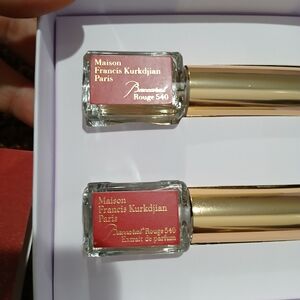 Maison
Francis Kurkdjian
Paris
Baccarat
Rouge 540
Maison
Francis Kurkdjian
Paris
Baccarat Rouge 540
Extrait de parfum